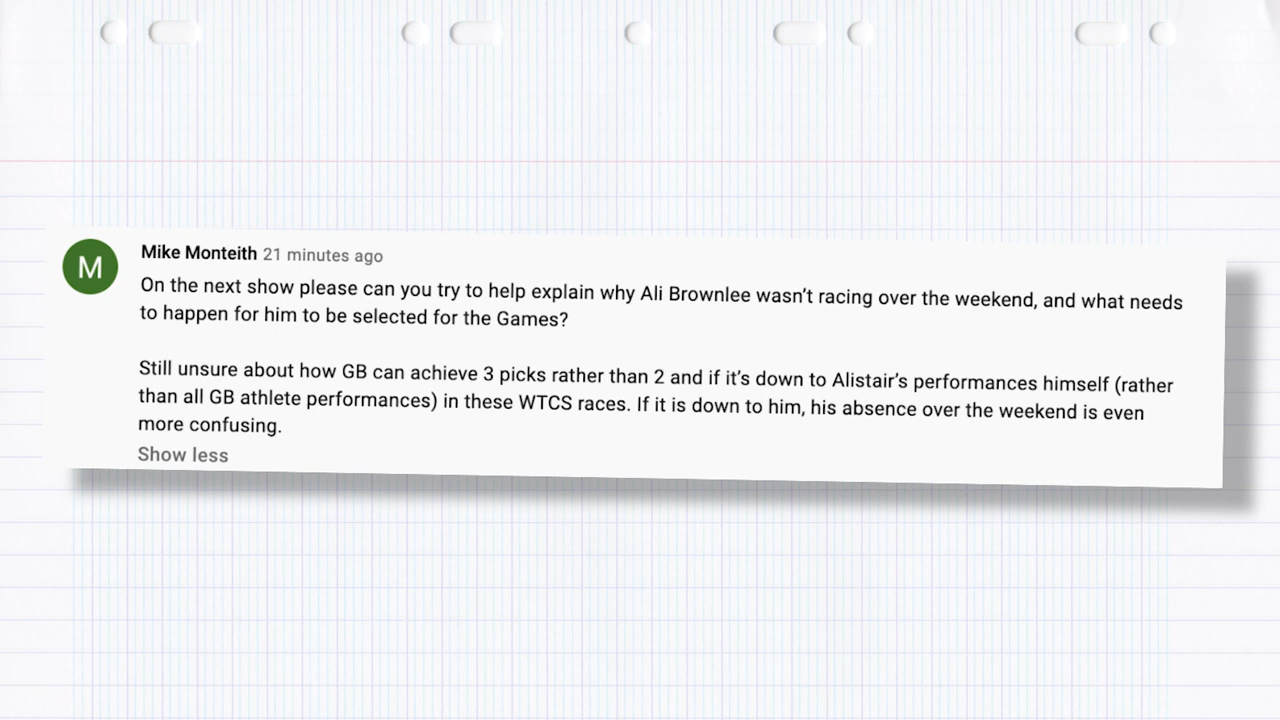 M
Mike Monteith 21 minutes ago
On the next show please can you try to help explain why Ali Brownlee wasn't racing over the weekend, and what needs
to happen for him to be selected for the Games?
Still unsure about how GB can achieve 3 picks rather than 2 and if it's down to Alistair's performances himself (rather
than all GB athlete performances) in these WTCS races. If it is down to him, his absence over the weekend is even
more confusing.
Show less